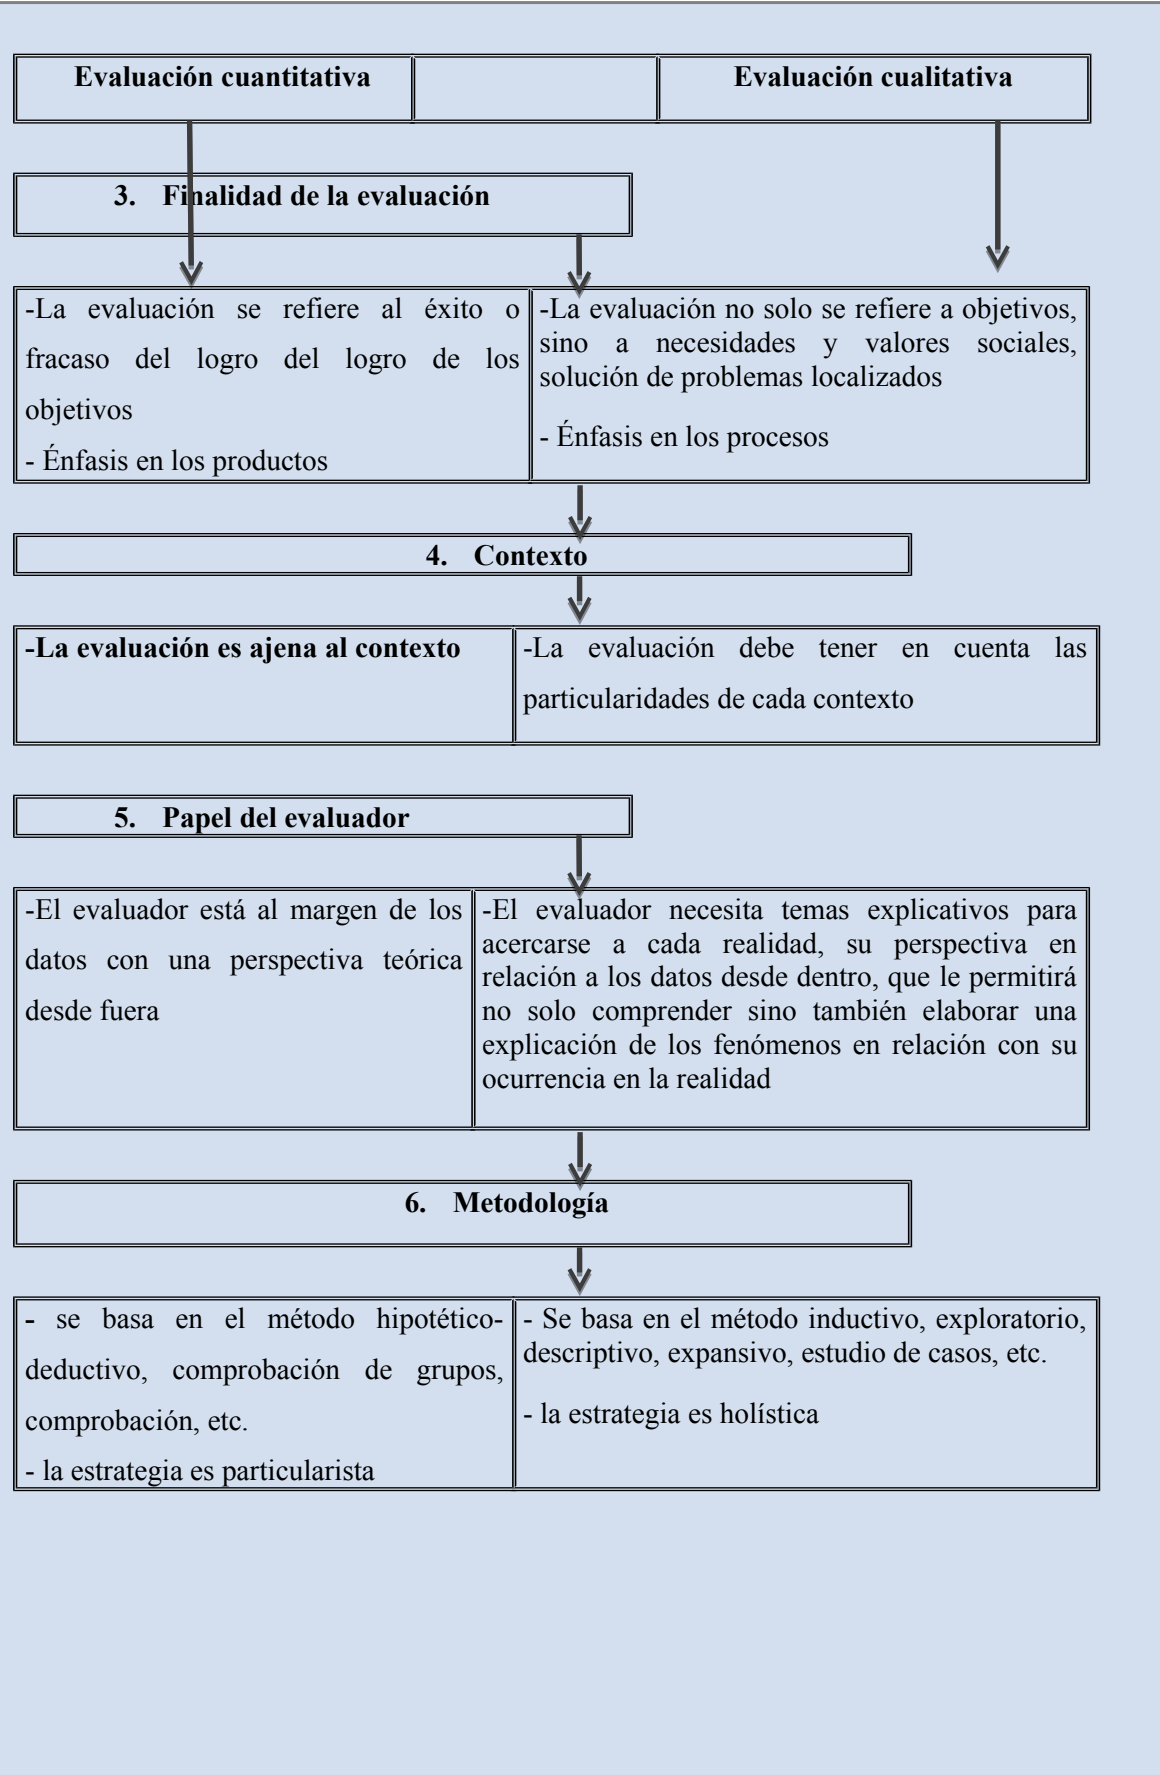 Evaluación cuantitativa
Evaluación cualitativa
3. Finalidad de la evaluación
-La evaluación se refiere al éxito o
fracaso del logro del logro de los
objetivos
- Énfasis en los productos
-La evaluación no solo se refiere a objetivos,
sino a necesidades y valores sociales,
solución de problemas localizados
- Énfasis en los procesos
4. Contexto
-La evaluación es ajena al contexto
-La evaluación debe tener en cuenta las
particularidades de cada contexto
5. Papel del evaluador
-El evaluador está al margen de los
datos con una perspectiva teórica
desde fuera
-El evaluador necesita temas explicativos para
acercarse a cada realidad, su perspectiva en
relación a los datos desde dentro, que le permitirá
no solo comprender sino también elaborar una
explicación de los fenómenos en relación con su
ocurrencia en la realidad
6. Metodología
- se basa en el método hipotético-
deductivo, comprobación de grupos,
comprobación, etc.
- la estrategia es particularista
- Se basa en el método inductivo, exploratorio,
descriptivo, expansivo, estudio de casos, etc.
- la estrategia es holística